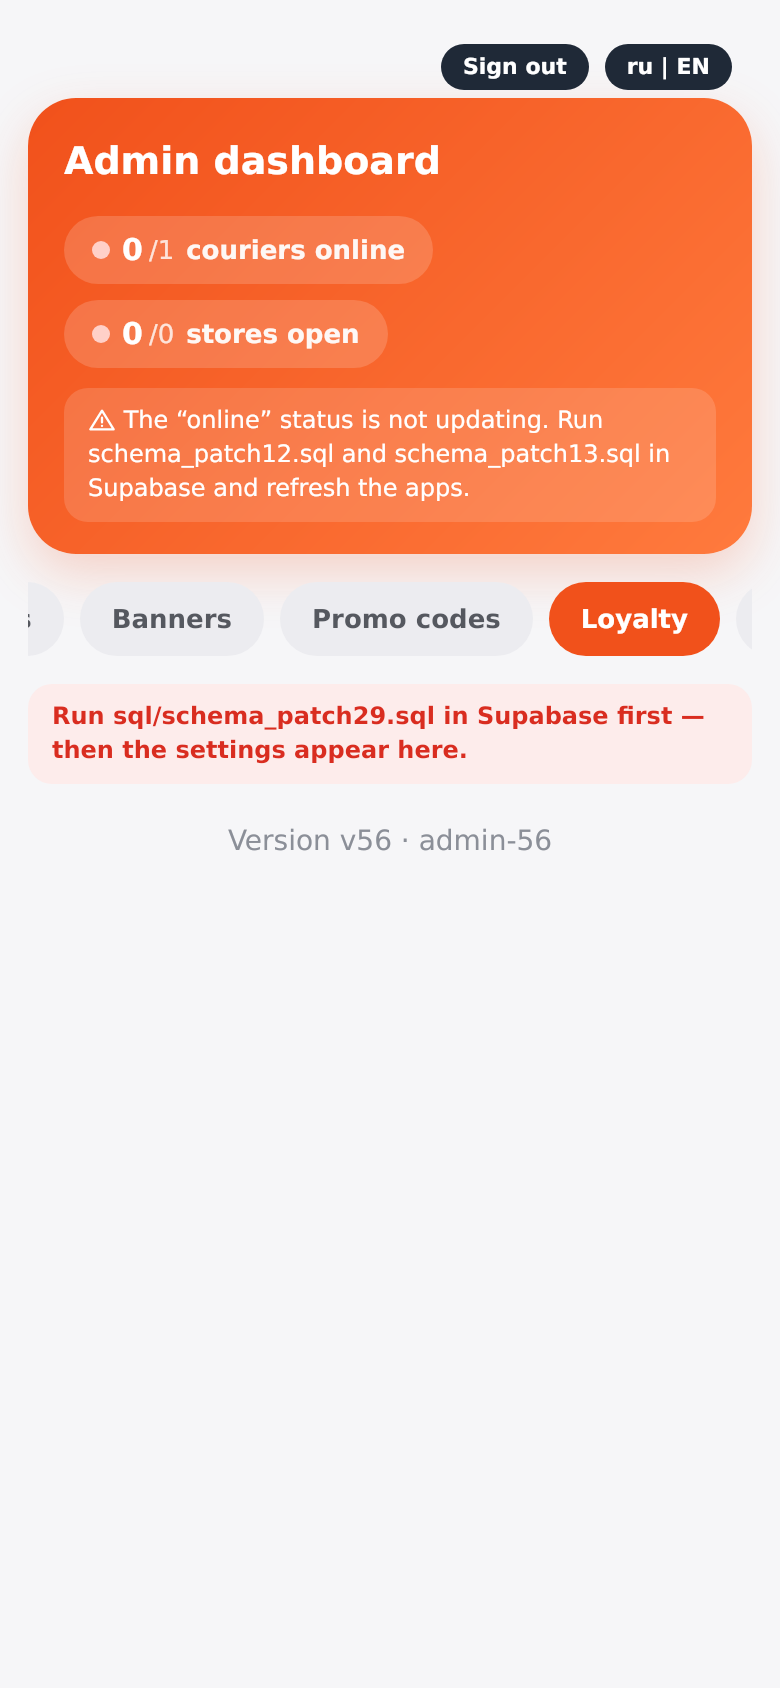 Sign out
ru | EN
Admin dashboard
0 /1 couriers online
0 /0 stores open
⚠ The “online” status is not updating. Run
schema_patch12.sql and schema_patch13.sql in
Supabase and refresh the apps.
Banners
Promo codes
Loyalty
Run sql/schema_patch29.sql in Supabase first —
then the settings appear here.
Version v56 · admin-56